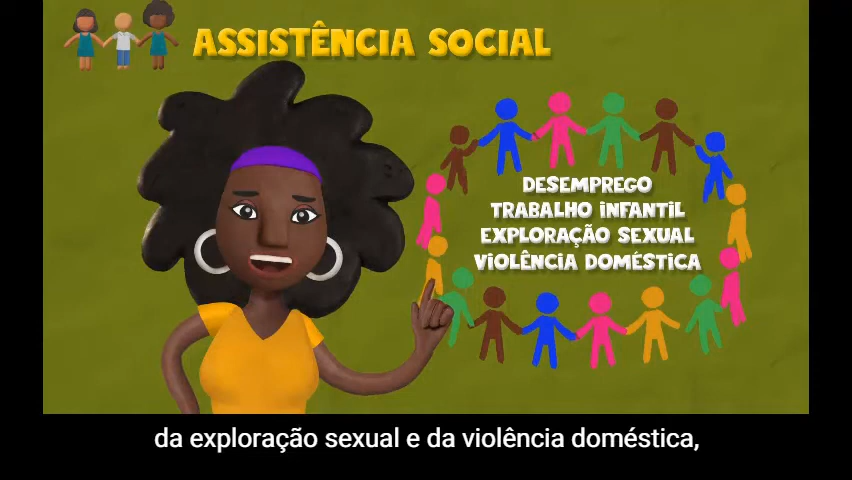 ASSISTÊNCIA SOCIAL
DESEMPREGO
TRABALHO INFANTIL
EXPLORAÇÃO SEXUAL
VIOLÊNCIA DOMÉSTICA
da exploração sexual e da violência doméstica,